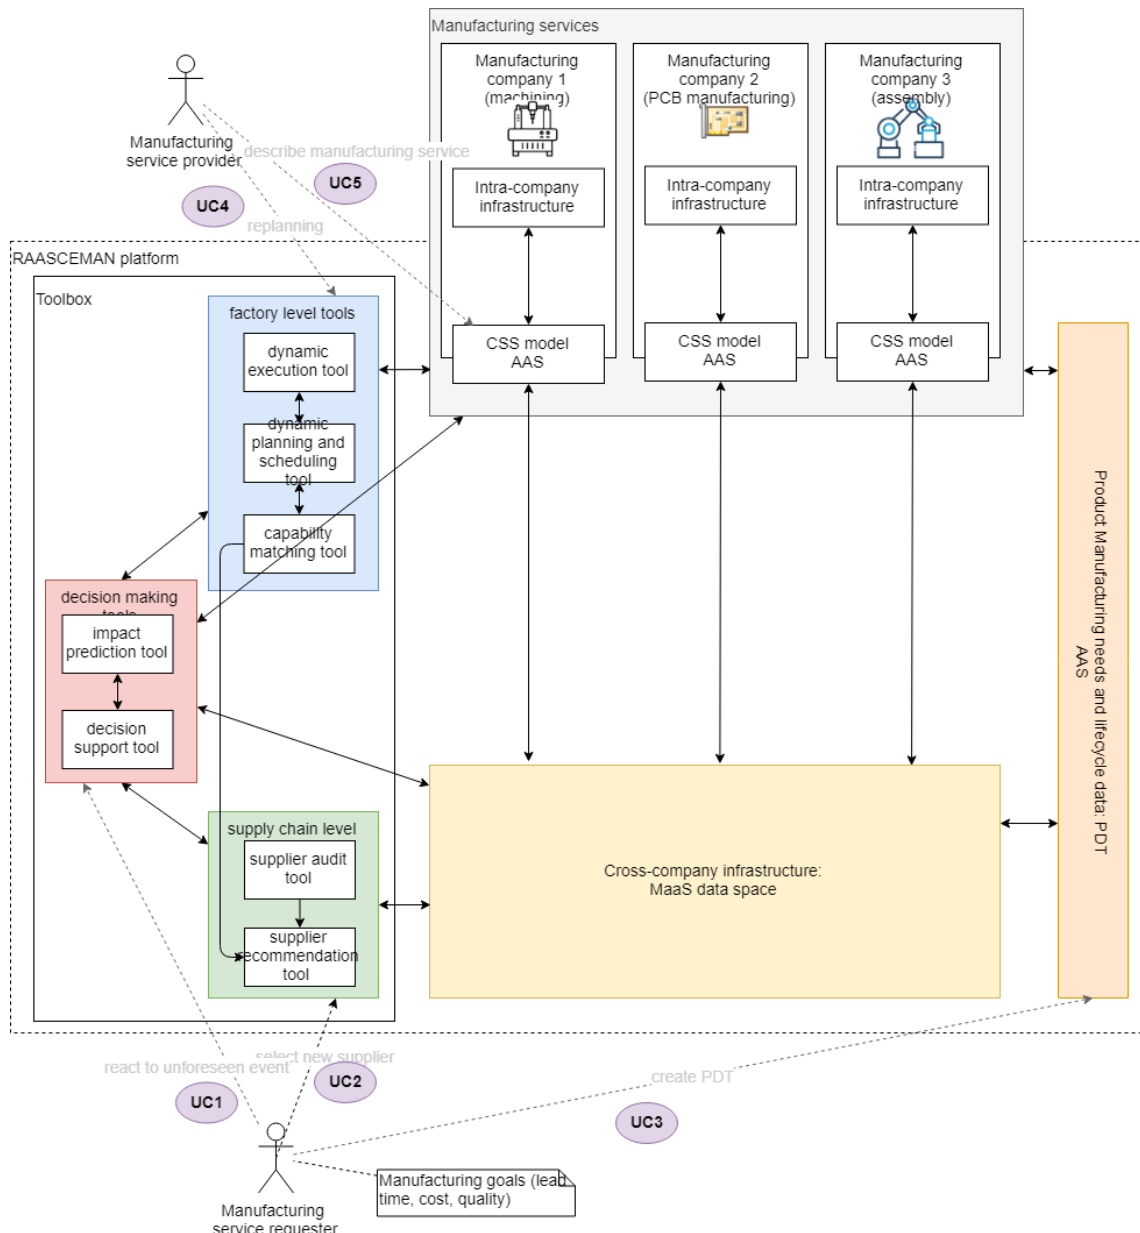 Manufacturing services
Manufacturing
company 1
(machining)
Manufacturing
company 2
(PCB manufacturing)
Manufacturing
company 3
(assembly)
Manufacturing
service provider
describe manufacturing service
UC5
UC4
replanning
Intra-company
infrastructure
Intra-company
infrastructure
Intra-company
infrastructure
RAASCEMAN platform
Toolbox
factory level tools
dynamic
execution tool
dynamic
planning and
scheduling
tool
capability
matching tool
CSS model
AAS
CSS model
AAS
CSS model
AAS
decision making
tools
impact
prediction tool
decision
support tool
supply chain level
supplier audit
tool
supplier
recommendation
tool
Cross-company infrastructure:
MaaS data space
Product Manufacturing needs and lifecycle data: PDT
AAS
select new supplier
react to unforeseen event
create PDT
UC2
UC1
UC3
Manufacturing goals (lead
time, cost, quality)
Manufacturing
service requester